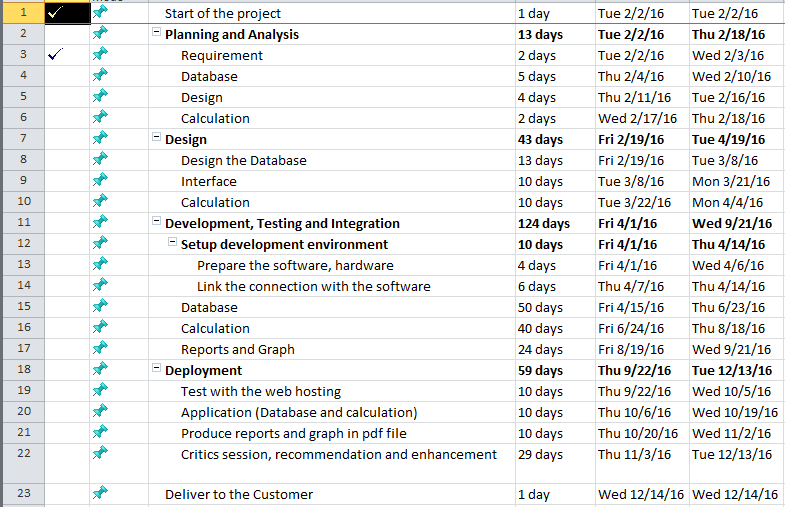 1 Start of the project 1 day Tue 2/2/16 Tue 2/2/16
2 Planning and Analysis 13 days Tue 2/2/16 Thu 2/18/16
3 Requirement 2 days Tue 2/2/16 Wed 2/3/16
4 Database 5 days Thu 2/4/16 Wed 2/10/16
5 Design 4 days Thu 2/11/16 Tue 2/16/16
6 Calculation 2 days Wed 2/17/16 Thu 2/18/16
7 Design 43 days Fri 2/19/16 Tue 4/19/16
8 Design the Database 13 days Fri 2/19/16 Tue 3/8/16
9 Interface 10 days Tue 3/8/16 Mon 3/21/16
10 Calculation 10 days Tue 3/22/16 Mon 4/4/16
11 Development, Testing and Integration 124 days Fri 4/1/16 Wed 9/21/16
12 Setup development environment 10 days Fri 4/1/16 Thu 4/14/16
13 Prepare the software, hardware 4 days Fri 4/1/16 Wed 4/6/16
14 Link the connection with the software 6 days Thu 4/7/16 Thu 4/14/16
15 Database 50 days Fri 4/15/16 Thu 6/23/16
16 Calculation 40 days Fri 6/24/16 Thu 8/18/16
17 Reports and Graph 24 days Fri 8/19/16 Wed 9/21/16
18 Deployment 59 days Thu 9/22/16 Tue 12/13/16
19 Test with the web hosting 10 days Thu 9/22/16 Wed 10/5/16
20 Application (Database and calculation) 10 days Thu 10/6/16 Wed 10/19/16
21 Produce reports and graph in pdf file 10 days Thu 10/20/16 Wed 11/2/16
22 Critics session, recommendation and enhancement 29 days Thu 11/3/16 Tue 12/13/16
23 Deliver to the Customer 1 day Wed 12/14/16 Wed 12/14/16